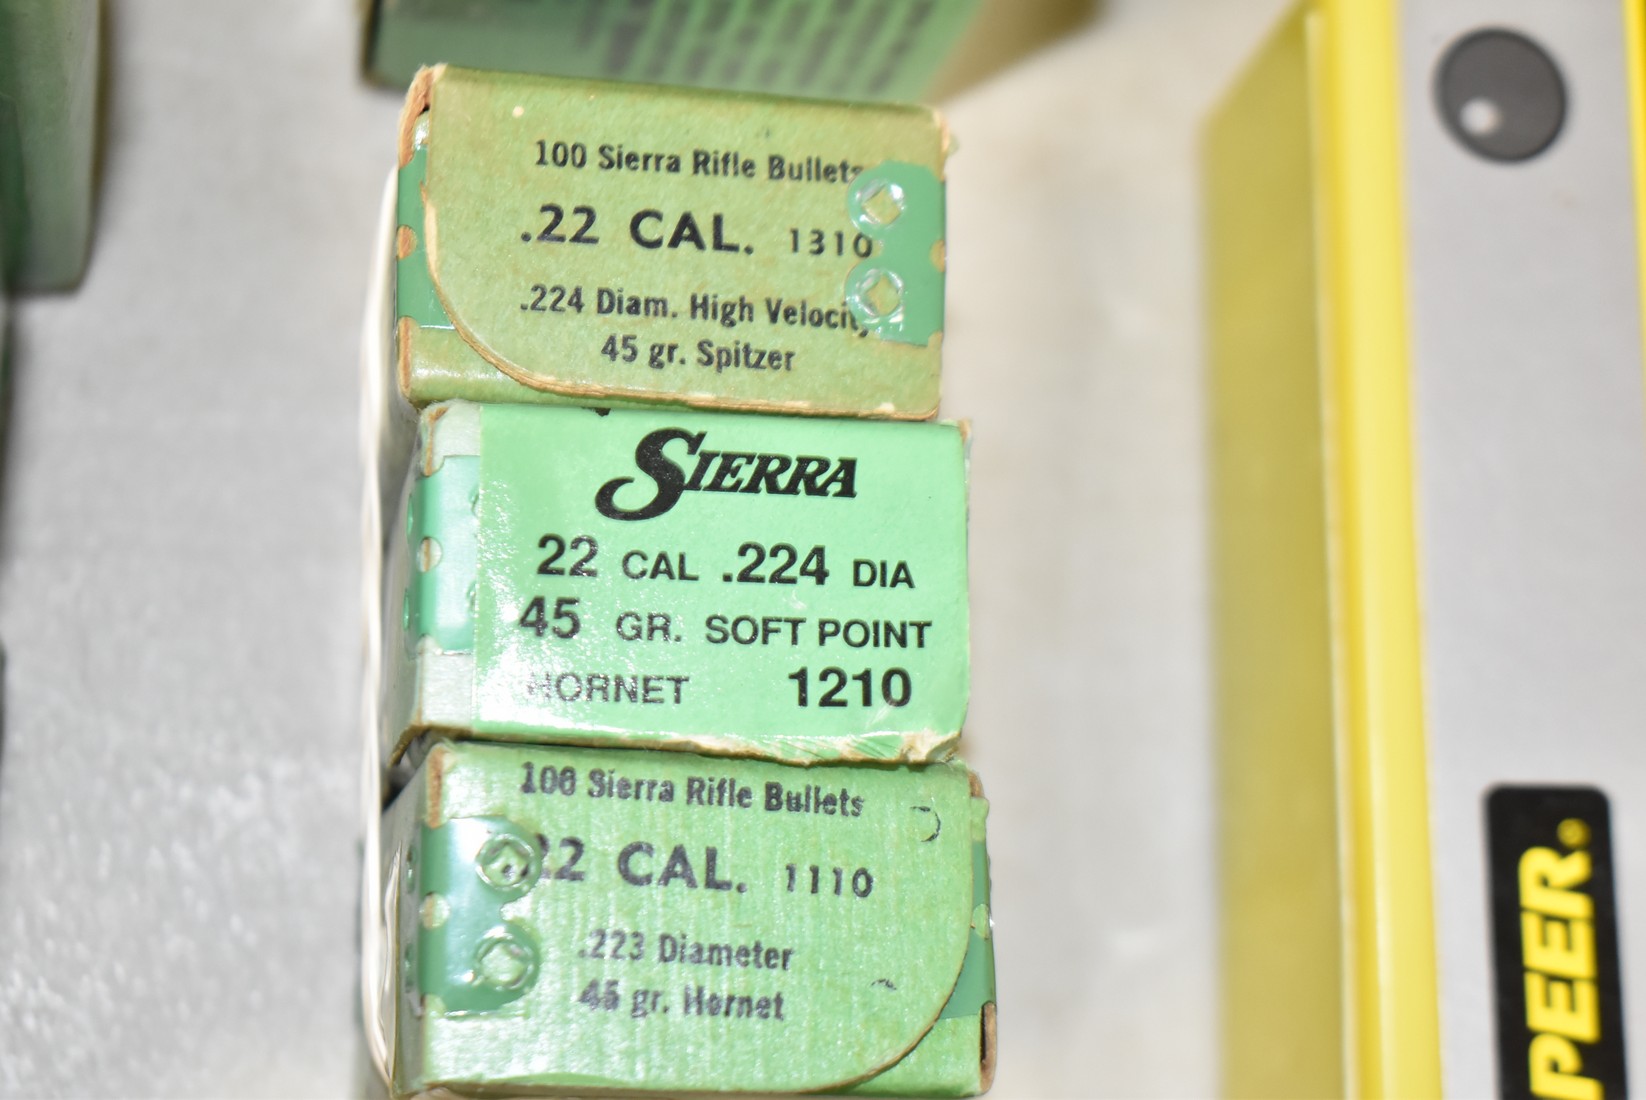 100 Sierra Rifle Bullets
.22 CAL. 1310
.224 Diam. High Velocity
45 gr. Spitzer
SIERRA
22 CAL .224 DIA
45 GR. SOFT POINT
HORNET 1210
100 Sierra Rifle Bullets
.22 CAL. 1110
.223 Diameter
45 gr. Hornet
PEER®